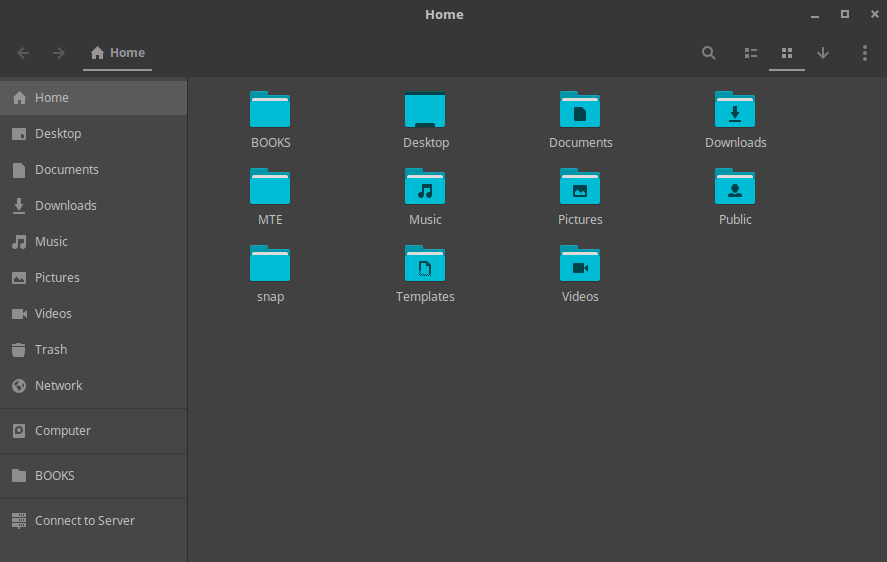 Home
Home
Home
Desktop
Documents
Downloads
Music
Pictures
Videos
Trash
Network
Computer
BOOKS
Connect to Server
BOOKS
Desktop
Documents
Downloads
MTE
Music
Pictures
Public
snap
Templates
Videos